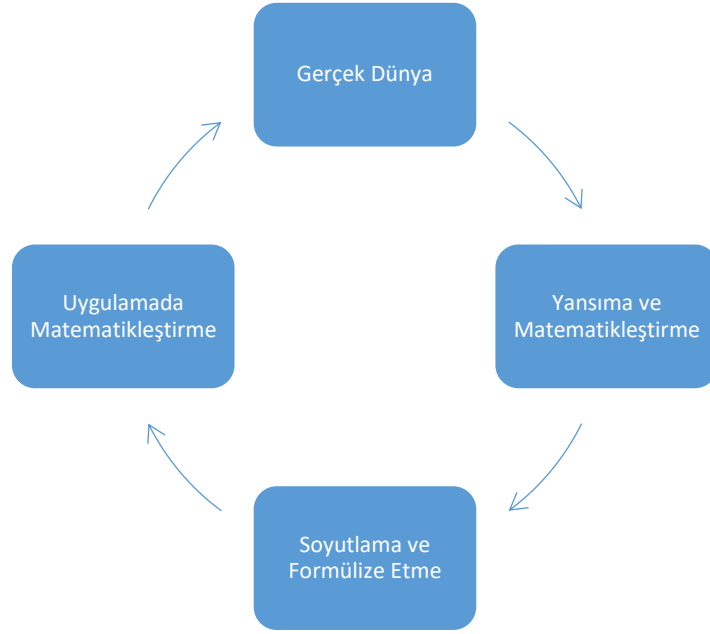 Gerçek Dünya
Yansıma ve
Matematikleştirme
Soyutlama ve
Formülize Etme
Uygulamada
Matematikleştirme